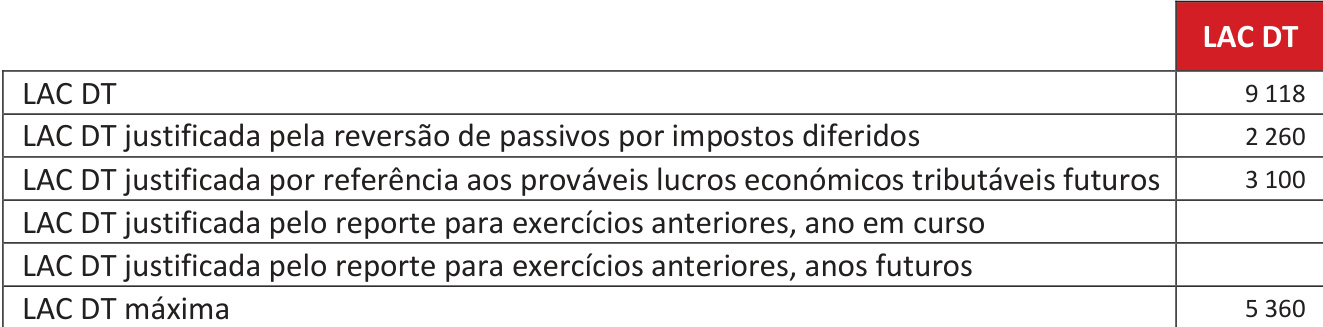 LAC DT
LAC DT 9 118
LAC DT justificada pela reversão de passivos por impostos diferidos 2 260
LAC DT justificada por referência aos prováveis lucros económicos tributáveis futuros 3 100
LAC DT justificada pelo reporte para exercícios anteriores, ano em curso
LAC DT justificada pelo reporte para exercícios anteriores, anos futuros
LAC DT máxima 5 360